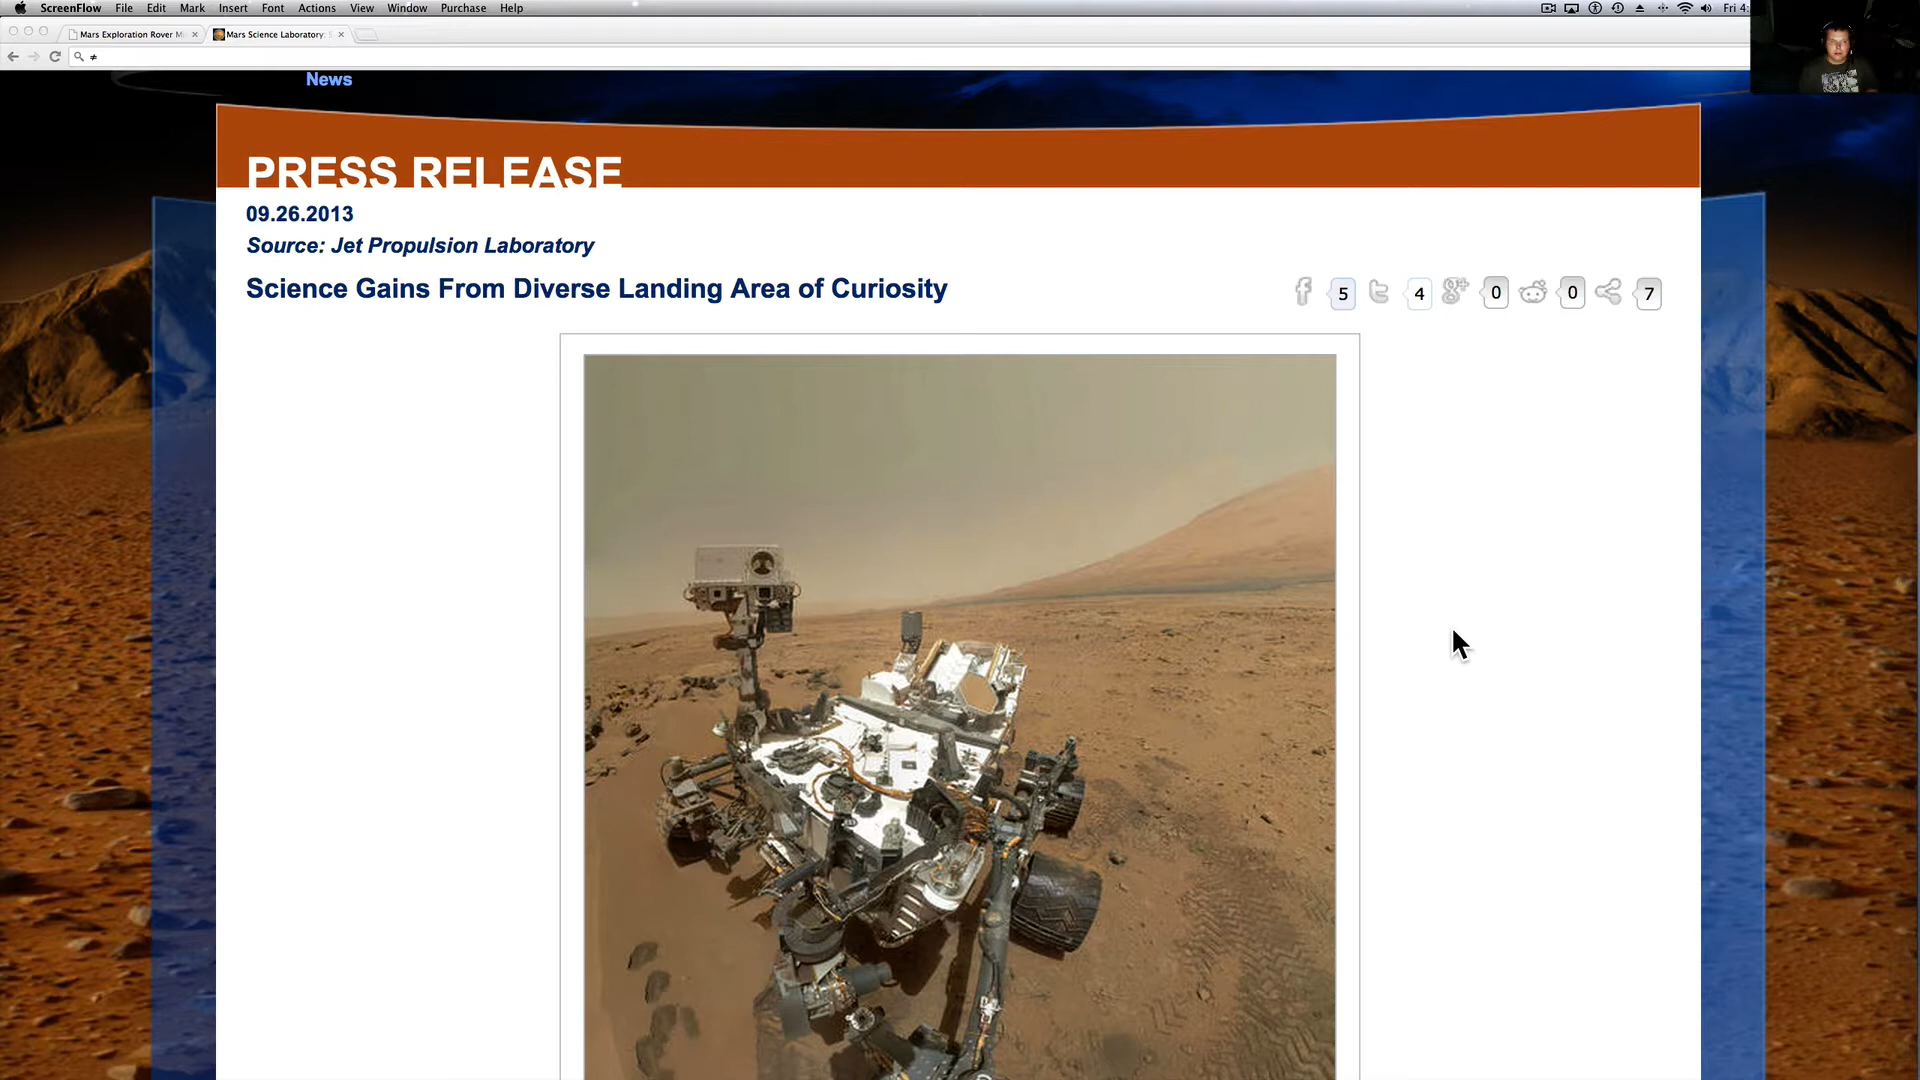 ScreenFlow File Edit Mark Insert Font Actions View Window Purchase Help Fri 4:
Mars Exploration Rover M Mars Science Laboratory:
≠
News
PRESS RELEASE
09.26.2013
Source: Jet Propulsion Laboratory
Science Gains From Diverse Landing Area of Curiosity
5 4 0 0 7